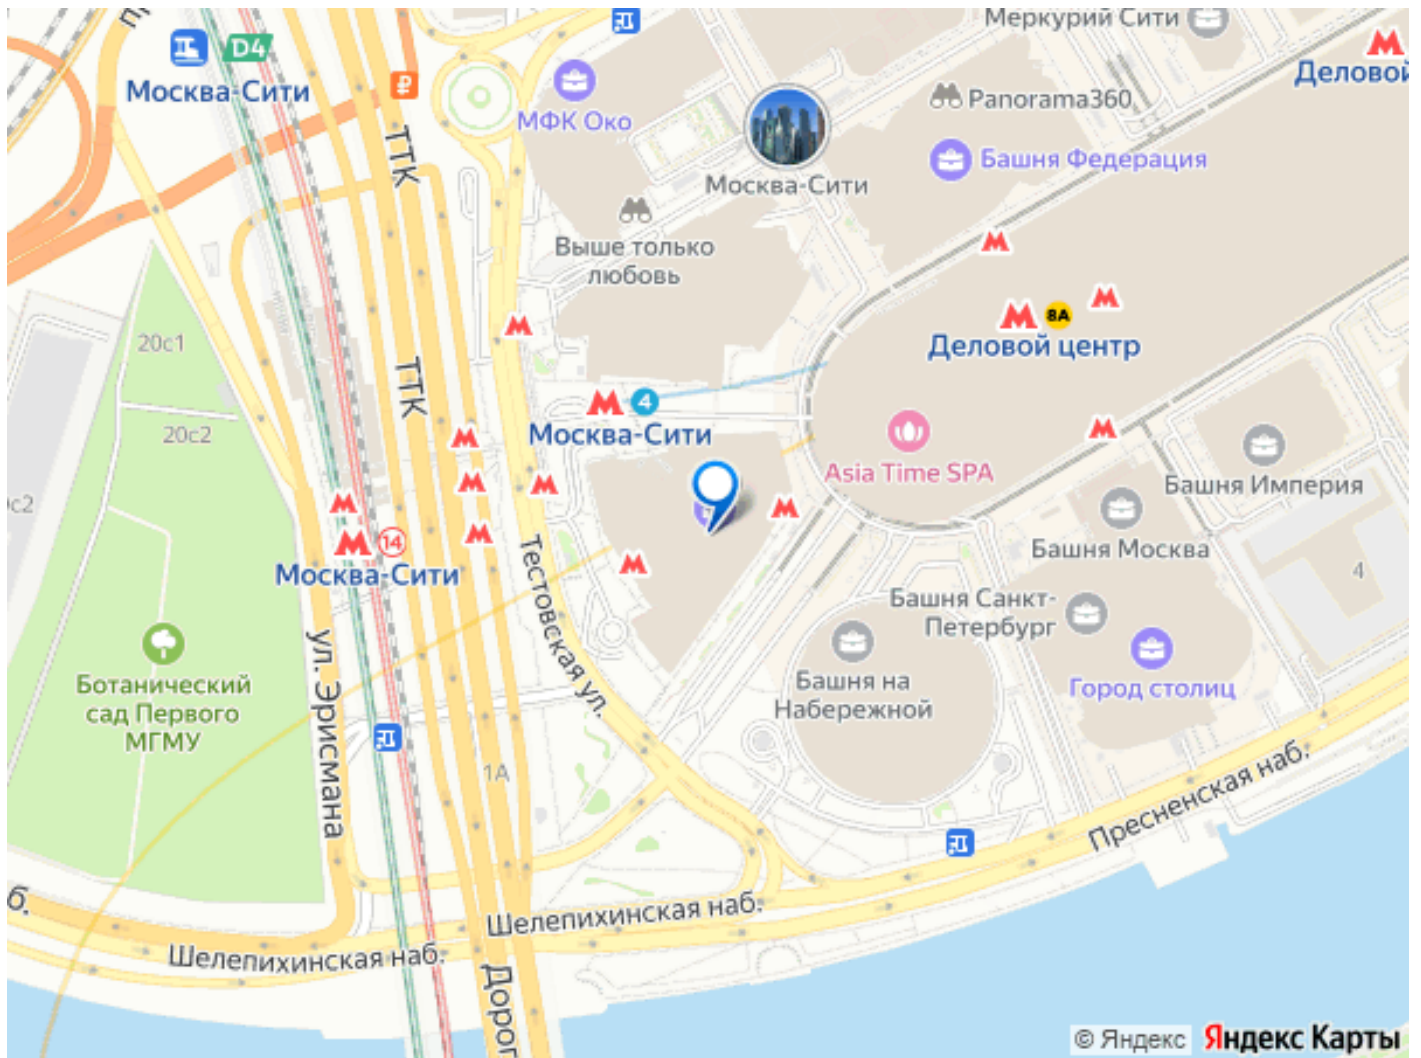 Меркурий Сити
D4
Москва-Сити
₽
Деловой
Panorama360
МФК Око
ТТК
Башня Федерация
Москва-Сити
Выше только
любовь
8А
Деловой центр
20с1
ТТК
4
20с2
Москва-Сити
Asia Time SPA
Башня Империя
с2
14
Башня Москва
Москва-Сити
Тестовская ул.
4
Башня Санкт-
Петербург
ул. Эрисмана
Ботанический
сад Первого
МГМУ
Башня на
Набережной
Город столиц
1А
Пресненская наб.
б.
Шелепихинская наб.
Шелепихинская наб.
Дорог
© Яндекс Яндекс Карты